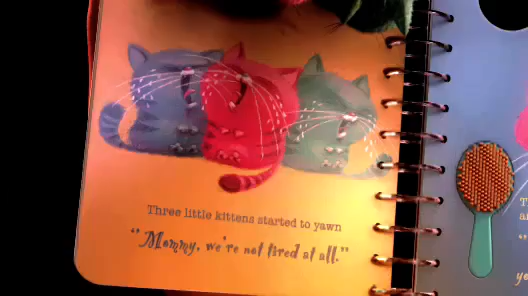 Three little kittens started to yawn
"Mommy, we're not tired at all."